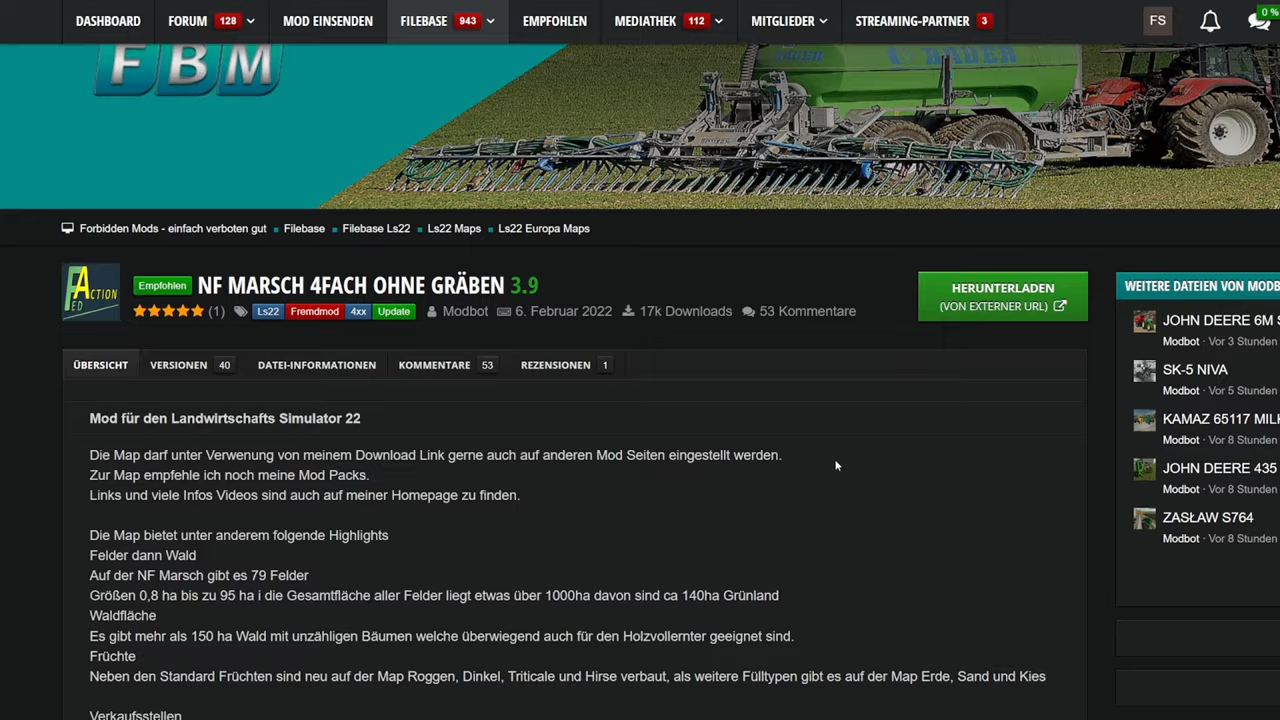 DASHBOARD FORUM 128 MOD EINSENDEN FILEBASE 943 EMPFOHLEN MEDIATHEK 112 MITGLIEDER STREAMING-PARTNER 3 FS 0 %
FBM
BAUER
Forbidden Mods - einfach verboten gut Filebase Filebase Ls22 Ls22 Maps Ls22 Europa Maps
FED ACTION
Empfohlen NF MARSCH 4FACH OHNE GRÄBEN 3.9
(1) Ls22 Fremdmod 4xx Update Modbot 6. Februar 2022 17k Downloads 53 Kommentare
HERUNTERLADEN
(VON EXTERNER URL)
ÜBERSICHT VERSIONEN 40 DATEI-INFORMATIONEN KOMMENTARE 53 REZENSIONEN 1
Mod für den Landwirtschafts Simulator 22
Die Map darf unter Verwenung von meinem Download Link gerne auch auf anderen Mod Seiten eingestellt werden.
Zur Map empfehle ich noch meine Mod Packs.
Links und viele Infos Videos sind auch auf meiner Homepage zu finden.
Die Map bietet unter anderem folgende Highlights
Felder dann Wald
Auf der NF Marsch gibt es 79 Felder
Größen 0,8 ha bis zu 95 ha i die Gesamtfläche aller Felder liegt etwas über 1000ha davon sind ca 140ha Grünland
Waldfläche
Es gibt mehr als 150 ha Wald mit unzähligen Bäumen welche überwiegend auch für den Holzvollernter geeignet sind.
Früchte
Neben den Standard Früchten sind neu auf der Map Roggen, Dinkel, Triticale und Hirse verbaut, als weitere Fülltypen gibt es auf der Map Erde, Sand und Kies
Verkaufsstellen
WEITERE DATEIEN VON MODB
JOHN DEERE 6M S
Modbot · Vor 3 Stunden
SK-5 NIVA
Modbot · Vor 5 Stunden
KAMAZ 65117 MILK
Modbot · Vor 8 Stunden
JOHN DEERE 435
Modbot · Vor 8 Stunden
ZASŁAW S764
Modbot · Vor 8 Stunden